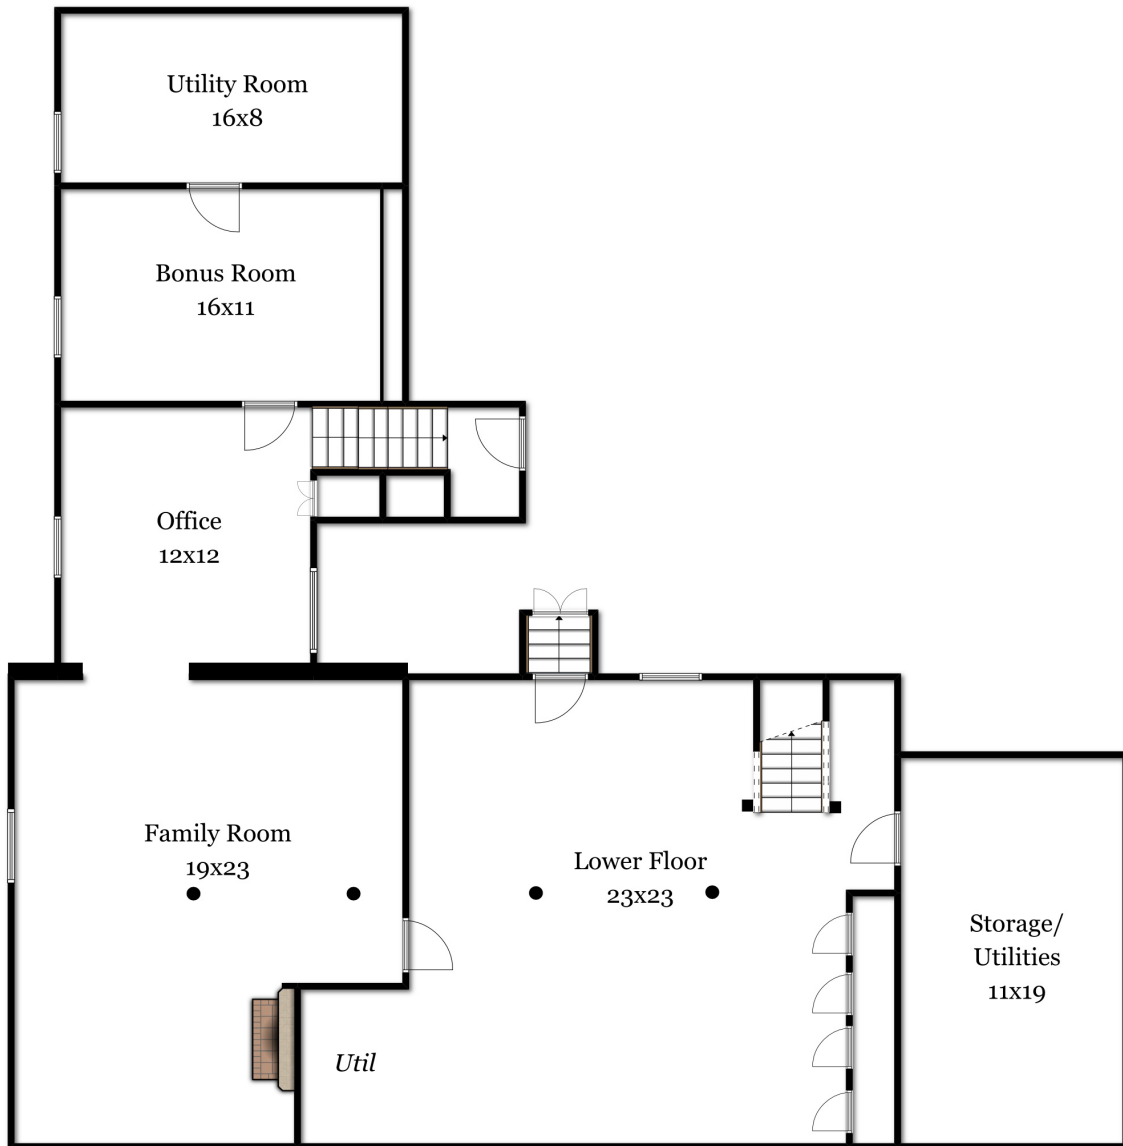 Utility Room
16x8
Bonus Room
16x11
Office
12x12
Family Room
19x23
Lower Floor
23x23
Storage/
Utilities
11x19
Util